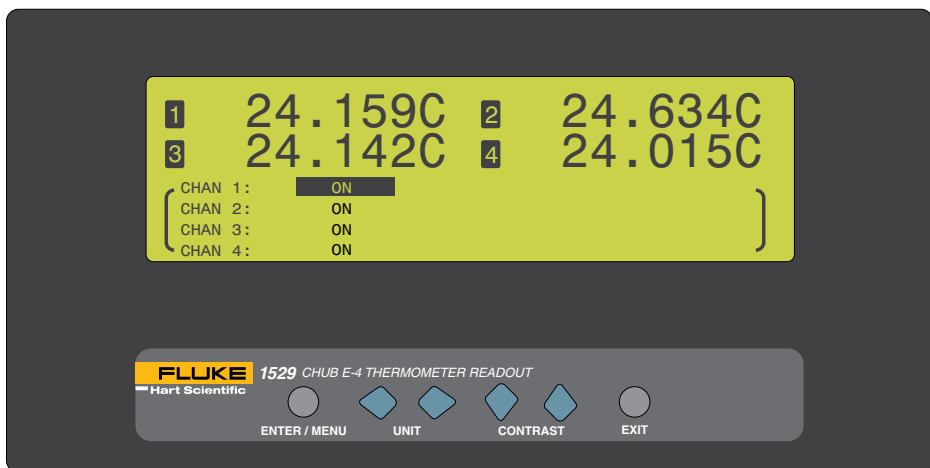 1 24.159C 2 24.634C
3 24.142C 4 24.015C
CHAN 1: ON
CHAN 2: ON
CHAN 3: ON
CHAN 4: ON
FLUKE 1529 CHUB E-4 THERMOMETER READOUT
Hart Scientific
ENTER / MENU UNIT CONTRAST EXIT